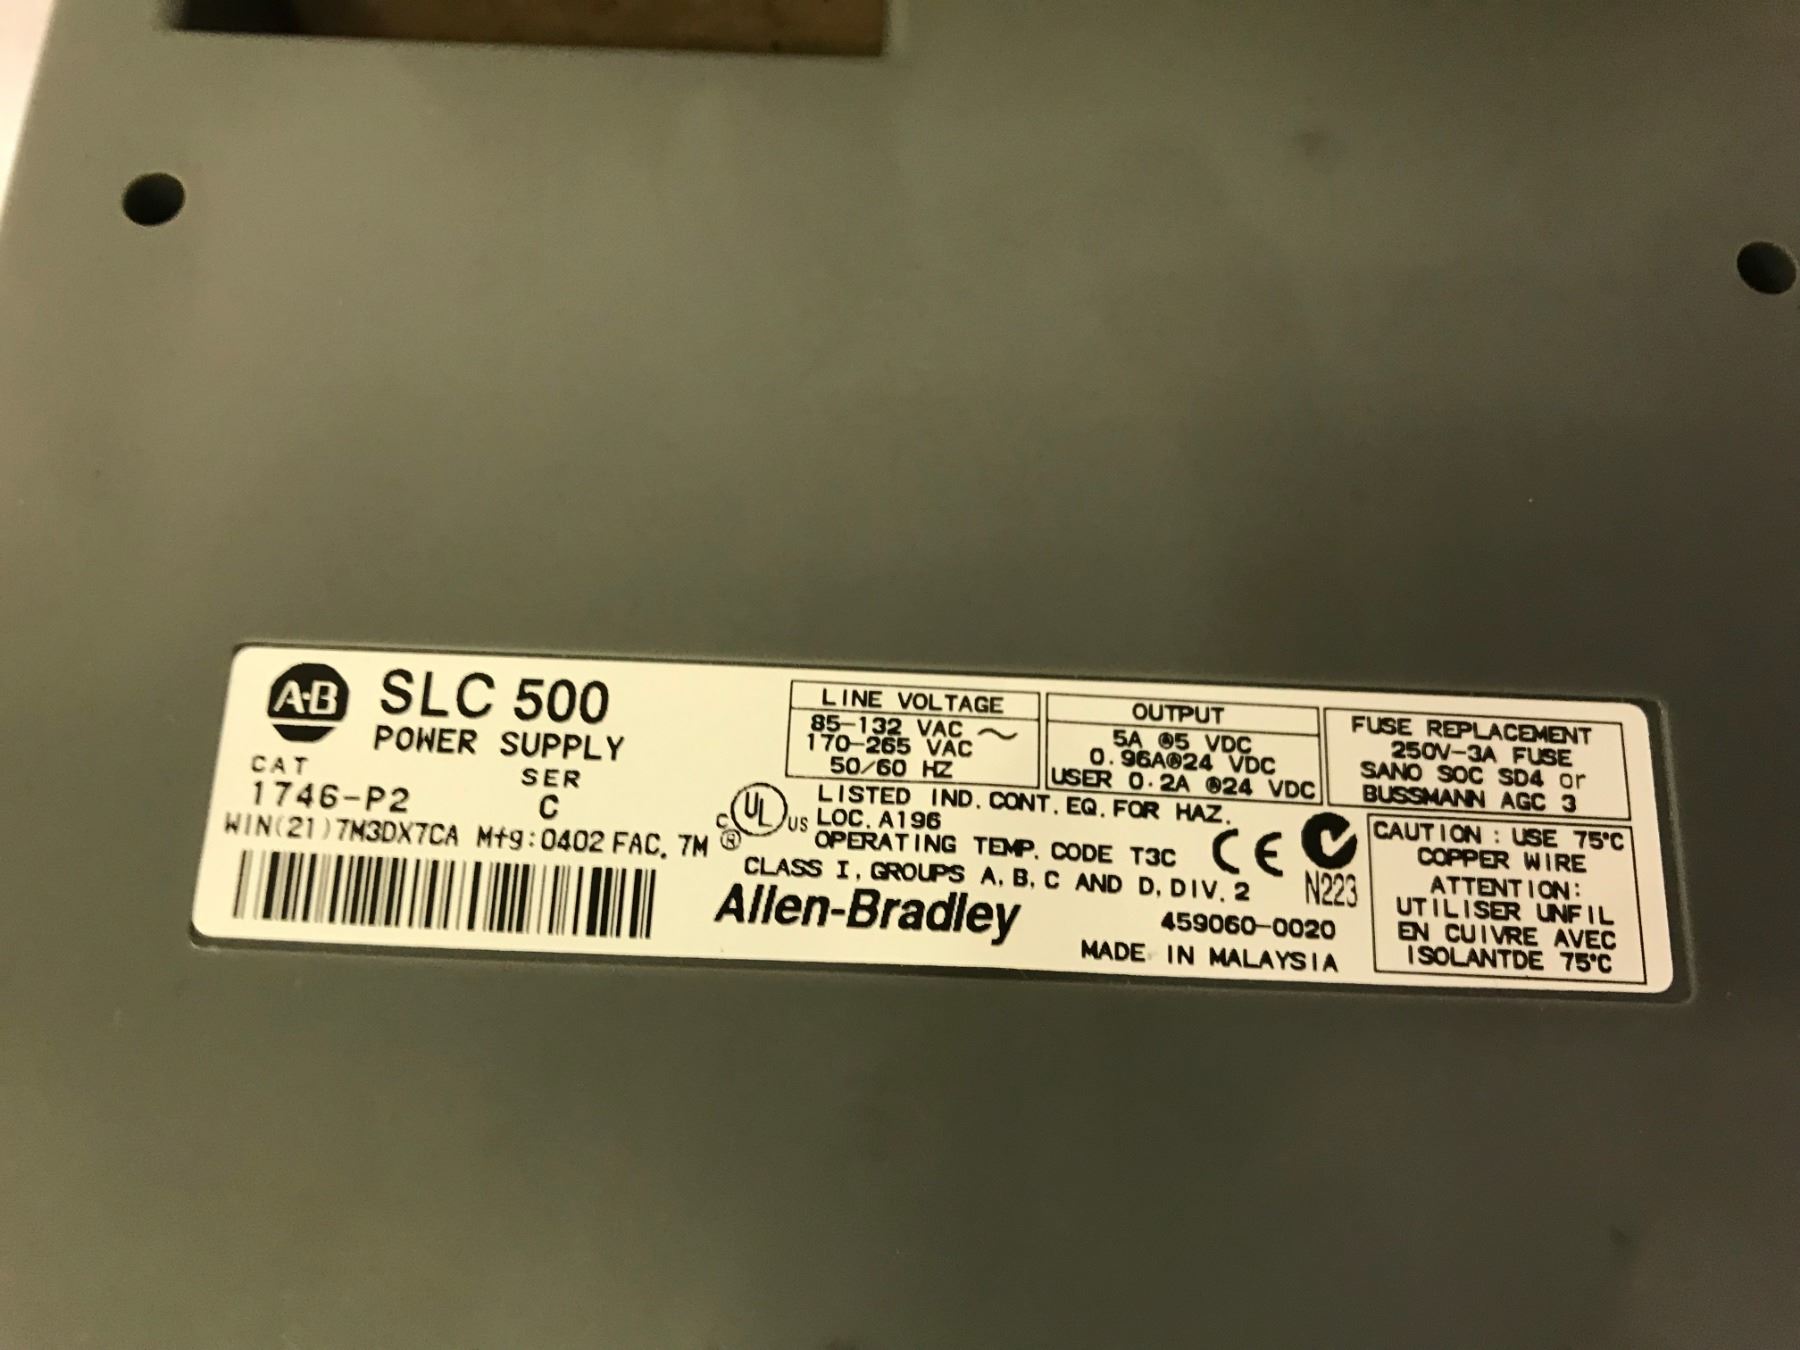 A-B
SLC 500
POWER SUPPLY
CAT
SER
1746-P2
C
WIN(21)7M3DX7CA Mfg:0402 FAC. 7M
LINE VOLTAGE
85-132 VAC ~
170-265 VAC
50/60 HZ
OUTPUT
5A @5 VDC
0.96A@24 VDC
USER 0.2A @24 VDC
FUSE REPLACEMENT
250V-3A FUSE
SANO SOC SD4 or
BUSSMANN AGC 3
C UL US ®
LISTED IND. CONT. EQ. FOR HAZ.
LOC. A196
OPERATING TEMP. CODE T3C
CLASS I, GROUPS A, B, C AND D, DIV. 2
CE
N223
Allen-Bradley
459060-0020
MADE IN MALAYSIA
CAUTION : USE 75°C
COPPER WIRE
ATTENTION:
UTILISER UNFIL
EN CUIVRE AVEC
ISOLANTDE 75°C